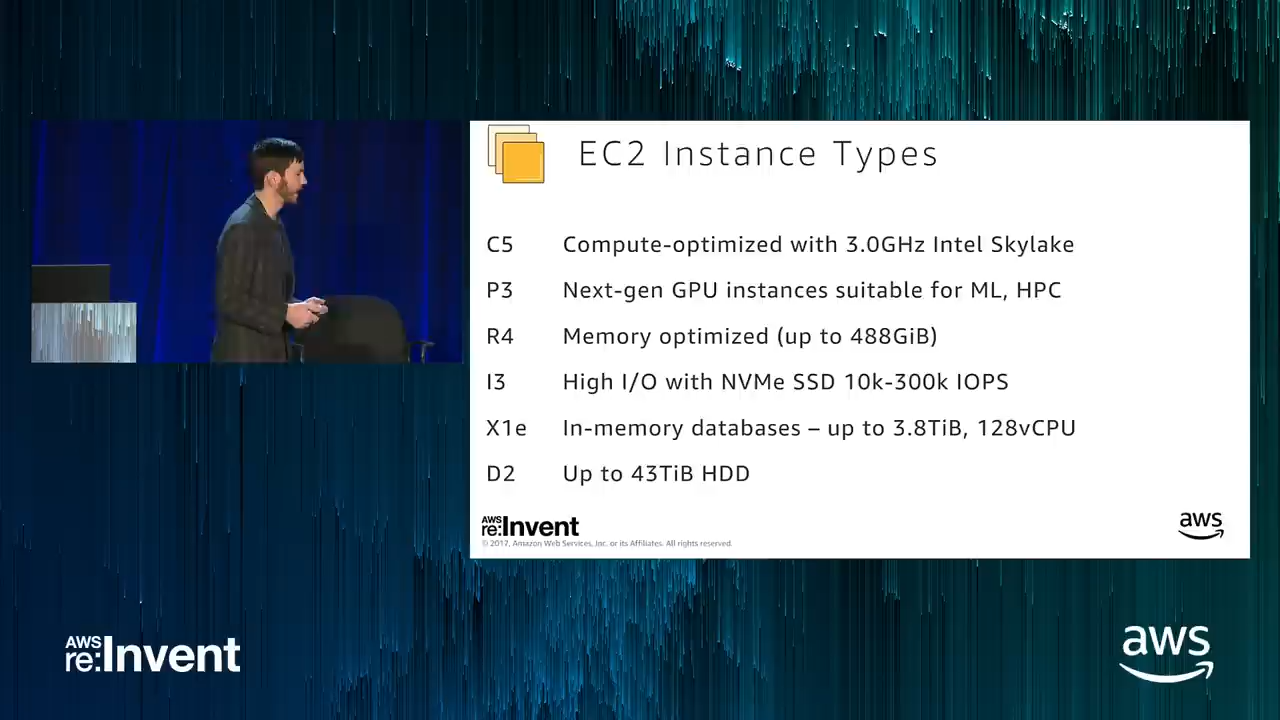 EC2 Instance Types
C5 Compute-optimized with 3.0GHz Intel Skylake
P3 Next-gen GPU instances suitable for ML, HPC
R4 Memory optimized (up to 488GiB)
I3 High I/O with NVMe SSD 10k-300k IOPS
X1e In-memory databases – up to 3.8TiB, 128vCPU
D2 Up to 43TiB HDD
AWS
re:Invent
© 2017, Amazon Web Services, Inc. or its Affiliates. All rights reserved.
aws
AWS
re:Invent
aws